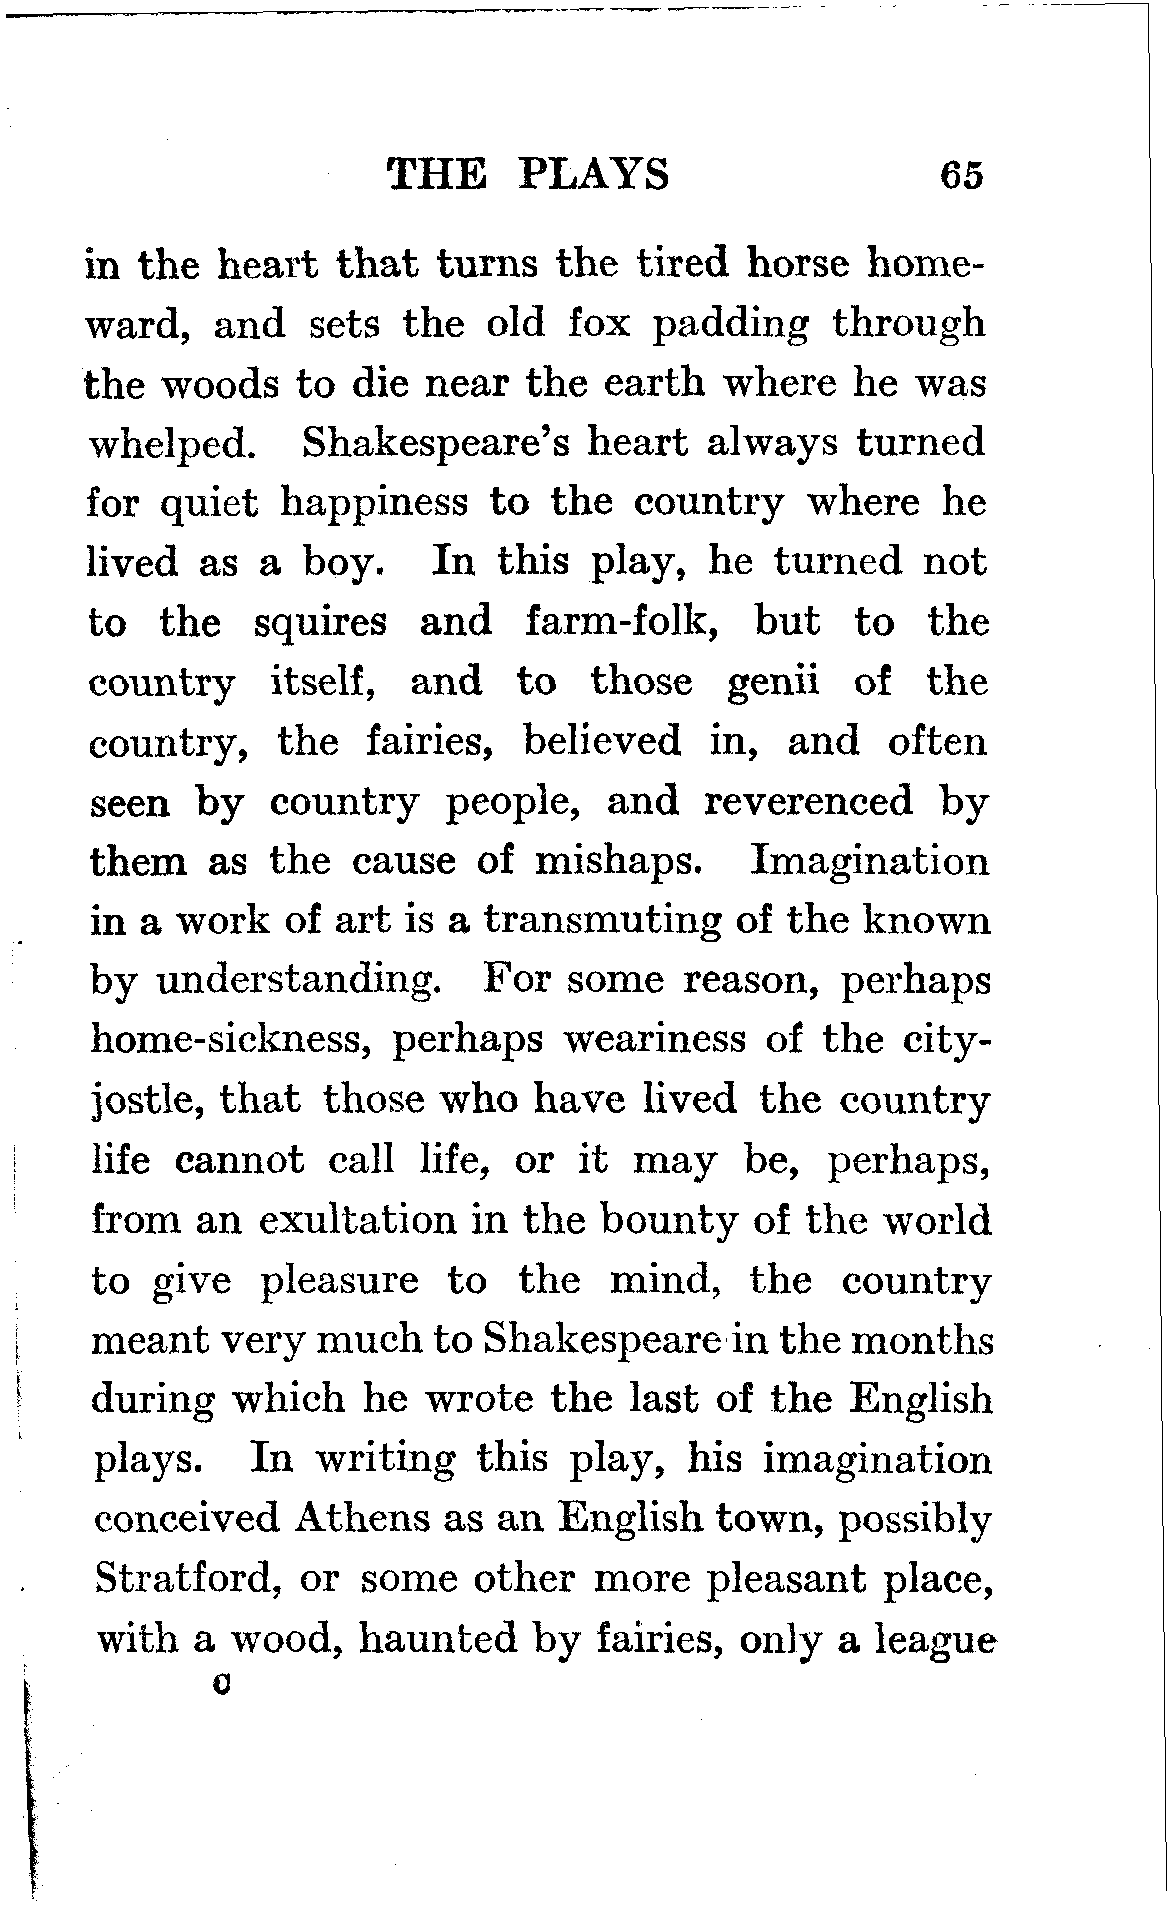 THE PLAYS 65
in the heart that turns the tired horse home-
ward, and sets the old fox padding through
the woods to die near the earth where he was
whelped. Shakespeare's heart always turned
for quiet happiness to the country where he
lived as a boy. In this play, he turned not
to the squires and farm-folk, but to the
country itself, and to those genii of the
country, the fairies, believed in, and often
seen by country people, and reverenced by
them as the cause of mishaps. Imagination
in a work of art is a transmuting of the known
by understanding. For some reason, perhaps
home-sickness, perhaps weariness of the city-
jostle, that those who have lived the country
life cannot call life, or it may be, perhaps,
from an exultation in the bounty of the world
to give pleasure to the mind, the country
meant very much to Shakespeare in the months
during which he wrote the last of the English
plays. In writing this play, his imagination
conceived Athens as an English town, possibly
Stratford, or some other more pleasant place,
with a wood, haunted by fairies, only a league
C